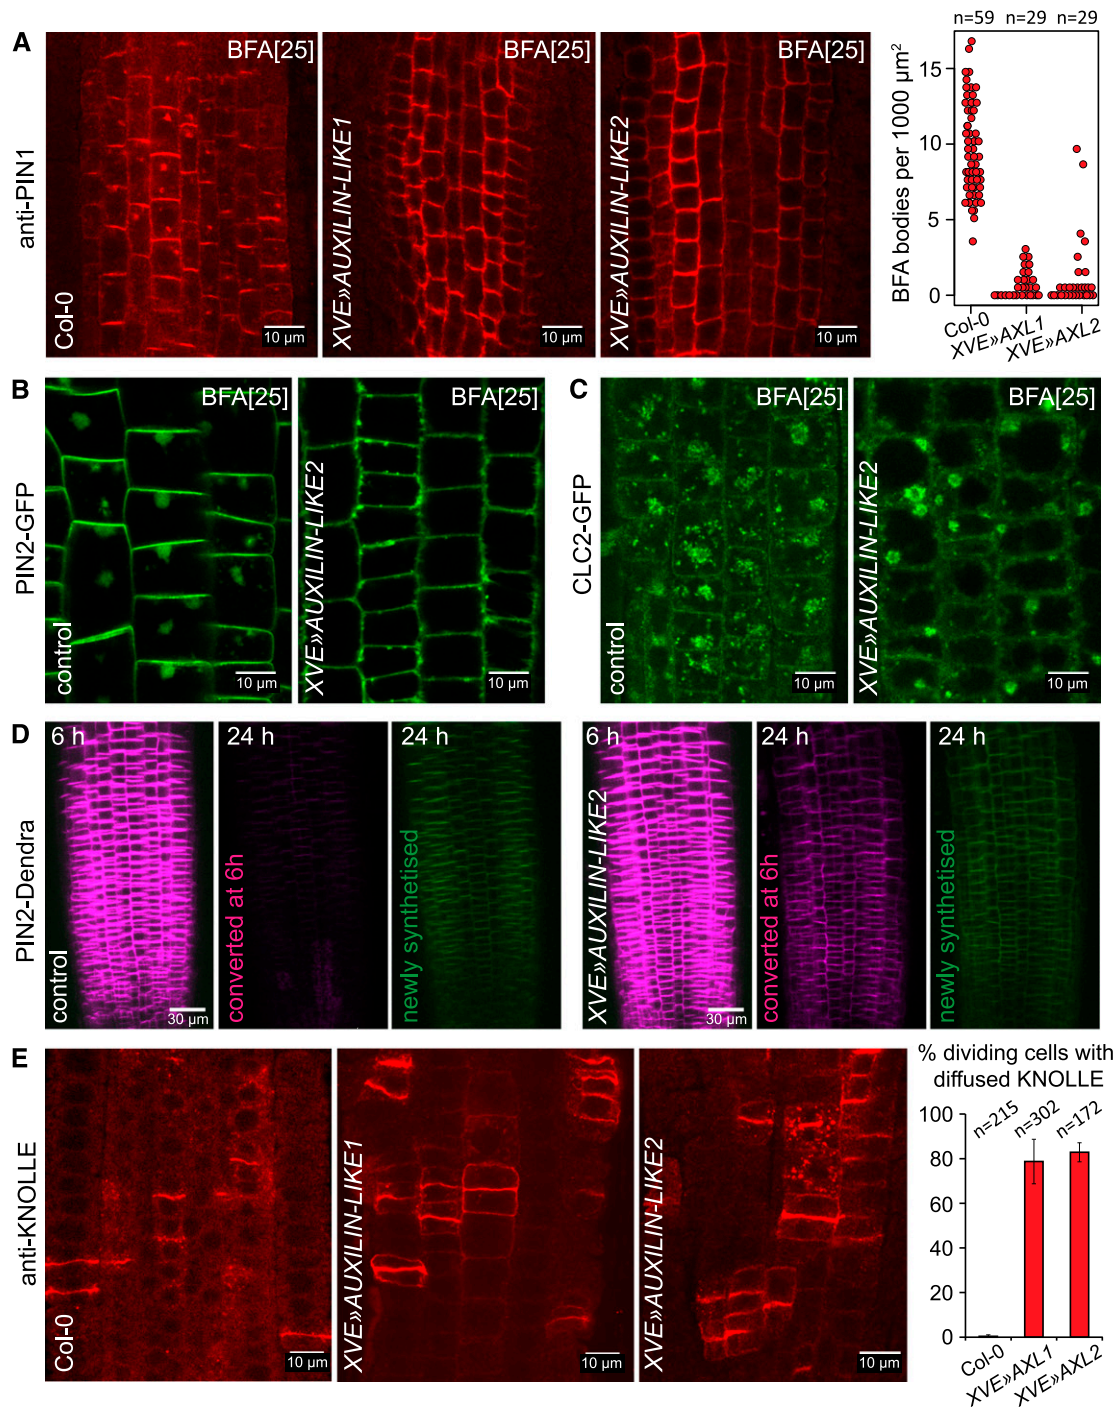 A
anti-PIN1
Col-0
BFA[25]
10 µm
XVE»AUXILIN-LIKE1
BFA[25]
10 µm
XVE»AUXILIN-LIKE2
BFA[25]
10 µm
n=59 n=29 n=29
BFA bodies per 1000 µm²
15
10
5
0
Col-0
XVE»AXL1
XVE»AXL2
B
PIN2-GFP
control
BFA[25]
10 µm
XVE»AUXILIN-LIKE2
BFA[25]
10 µm
C
CLC2-GFP
control
BFA[25]
10 µm
XVE»AUXILIN-LIKE2
BFA[25]
10 µm
D
PIN2-Dendra
6 h
control
30 µm
24 h
converted at 6h
24 h
newly synthetised
6 h
XVE»AUXILIN-LIKE2
30 µm
24 h
converted at 6h
24 h
newly synthetised
E
anti-KNOLLE
Col-0
10 µm
XVE»AUXILIN-LIKE1
10 µm
XVE»AUXILIN-LIKE2
10 µm
% dividing cells with
diffused KNOLLE
n=215
n=302
n=172
100
80
60
40
20
0
Col-0
XVE»AXL1
XVE»AXL2